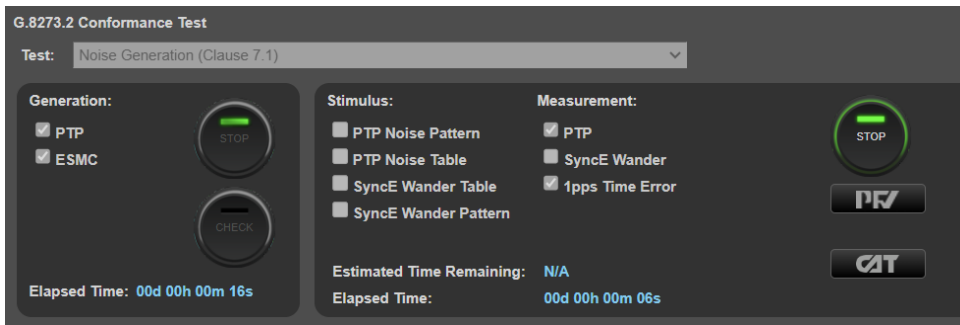 G.8273.2 Conformance Test
Test: Noise Generation (Clause 7.1)
Generation:
PTP
ESMC
STOP
CHECK
Elapsed Time: 00d 00h 00m 16s
Stimulus:
PTP Noise Pattern
PTP Noise Table
SyncE Wander Table
SyncE Wander Pattern
Measurement:
PTP
SyncE Wander
1pps Time Error
Estimated Time Remaining: N/A
Elapsed Time: 00d 00h 00m 06s
STOP
PFV
CAT